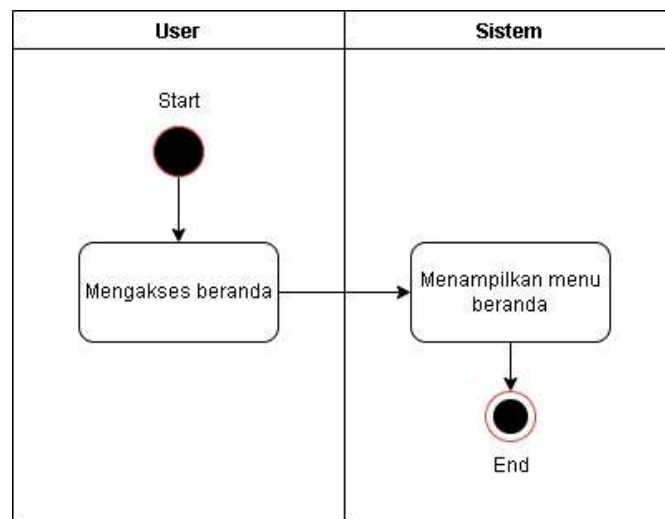 User
Sistem
Start
Mengakses beranda
Menampilkan menu
beranda
End